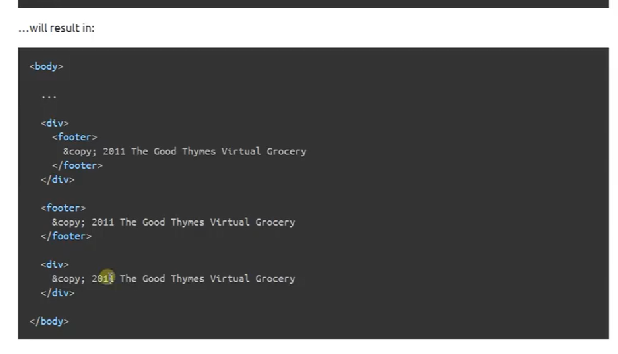 ...will result in:
<body>
...
<div>
<footer>
&copy; 2011 The Good Thymes Virtual Grocery
</footer>
</div>
<footer>
&copy; 2011 The Good Thymes Virtual Grocery
</footer>
<div>
&copy; 2011 The Good Thymes Virtual Grocery
</div>
</body>